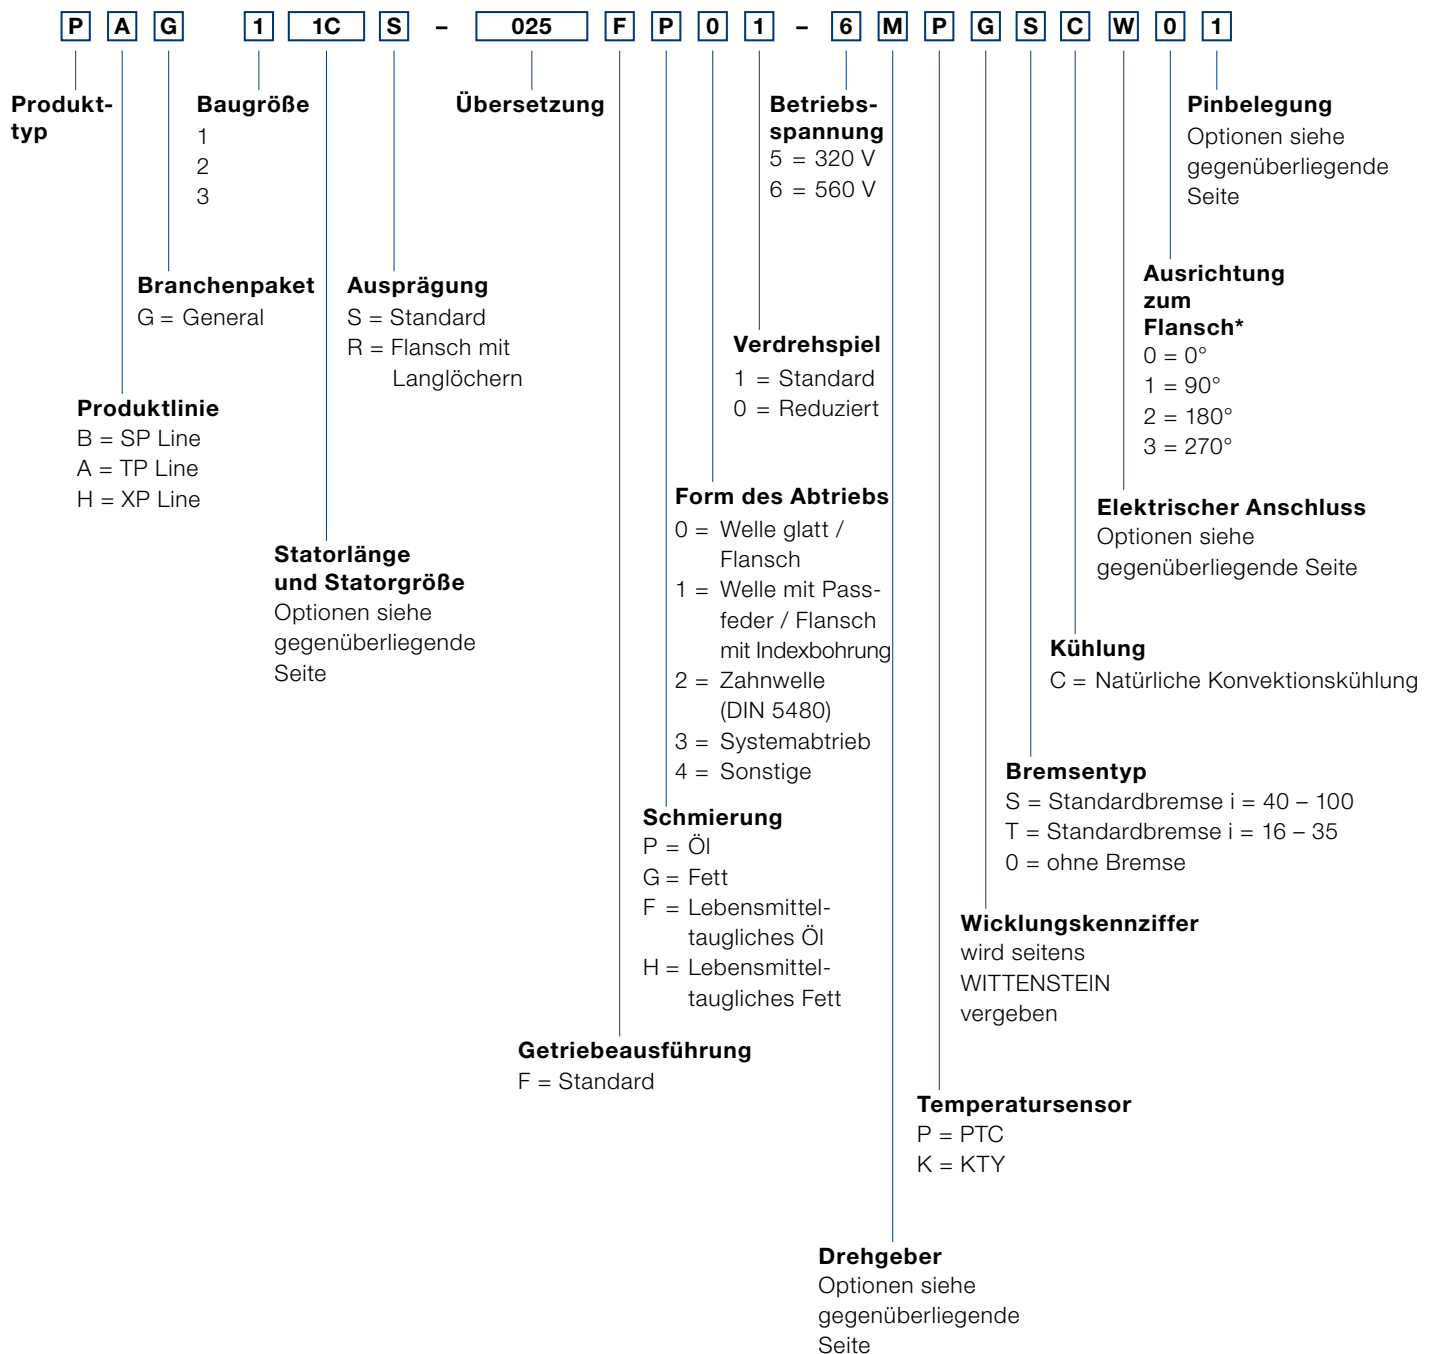 P A G 1 1C S – 025 F P 0 1 – 6 M P G S C W 0 1
Produkt-
typ
Baugröße
1
2
3
Übersetzung
Betriebs-
spannung
5 = 320 V
6 = 560 V
Pinbelegung
Optionen siehe
gegenüberliegende
Seite
Branchenpaket
G = General
Ausprägung
S = Standard
R = Flansch mit
Langlöchern
Ausrichtung
zum
Flansch*
0 = 0°
1 = 90°
2 = 180°
3 = 270°
Verdrehspiel
1 = Standard
0 = Reduziert
Produktlinie
B = SP Line
A = TP Line
H = XP Line
Form des Abtriebs
0 = Welle glatt /
Flansch
1 = Welle mit Pass-
feder / Flansch
mit Indexbohrung
2 = Zahnwelle
(DIN 5480)
3 = Systemabtrieb
4 = Sonstige
Elektrischer Anschluss
Optionen siehe
gegenüberliegende Seite
Statorlänge
und Statorgröße
Optionen siehe
gegenüberliegende
Seite
Kühlung
C = Natürliche Konvektionskühlung
Bremsentyp
S = Standardbremse i = 40 – 100
T = Standardbremse i = 16 – 35
0 = ohne Bremse
Schmierung
P = Öl
G = Fett
F = Lebensmittel-
taugliches Öl
H = Lebensmittel-
taugliches Fett
Wicklungskennziffer
wird seitens
WITTENSTEIN
vergeben
Getriebeausführung
F = Standard
Temperatursensor
P = PTC
K = KTY
Drehgeber
Optionen siehe
gegenüberliegende
Seite